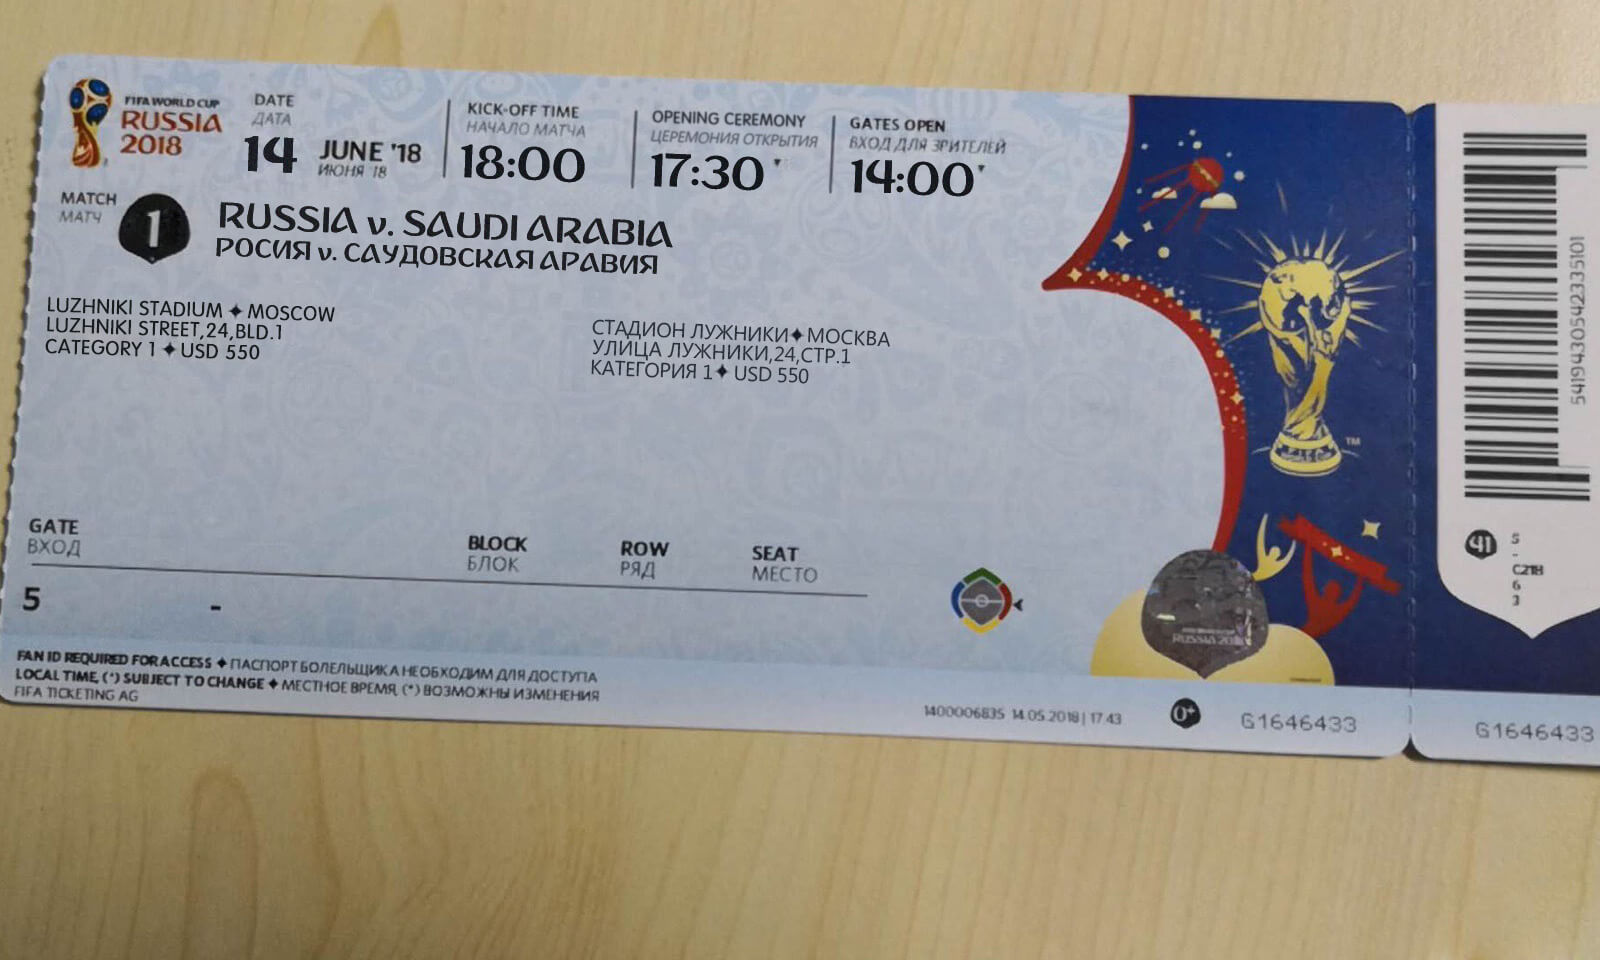 FIFA WORLD CUP
RUSSIA
2018
DATE
ДАТА
14 JUNE '18
ИЮНЯ '18
KICK-OFF TIME
НАЧАЛО МАТЧА
18:00
OPENING CEREMONY
ЦЕРЕМОНИЯ ОТКРЫТИЯ
17:30*
GATES OPEN
ВХОД ДЛЯ ЗРИТЕЛЕЙ
14:00*
MATCH
МАТЧ
1
RUSSIA v. SAUDI ARABIA
РОСИЯ v. САУДОВСКАЯ АРАВИЯ
LUZHNIKI STADIUM ✦ MOSCOW
LUZHNIKI STREET,24,BLD.1
CATEGORY 1 ✦ USD 550
СТАДИОН ЛУЖНИКИ✦МОСКВА
УЛИЦА ЛУЖНИКИ,24,СТР.1
КАТЕГОРИЯ 1✦ USD 550
GATE
ВХОД
BLOCK
БЛОК
ROW
РЯД
SEAT
МЕСТО
5 -
FAN ID REQUIRED FOR ACCESS ✦ ПАСПОРТ БОЛЕЛЬЩИКА НЕОБХОДИМ ДЛЯ ДОСТУПА
LOCAL TIME, (*) SUBJECT TO CHANGE ✦ МЕСТНОЕ ВРЕМЯ, (*) ВОЗМОЖНЫ ИЗМЕНЕНИЯ
FIFA TICKETING AG
1400006835 14.05.2018 | 17:43
0+
G1646433
TM
RUSSIA 2018
54194305423351​01
41
5
-
C218
6
3
G1646433